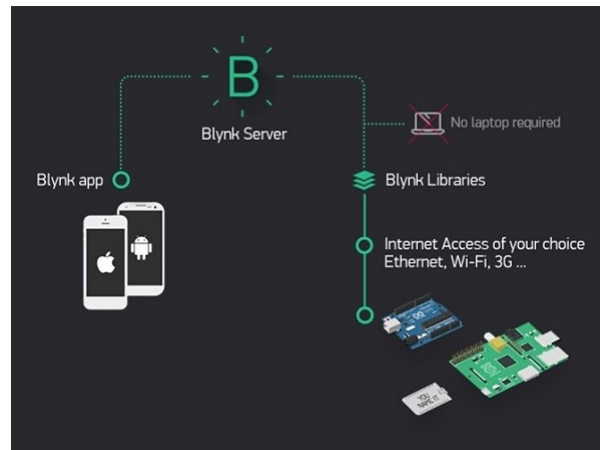 B
Blynk Server
No laptop required
Blynk app
Blynk Libraries
Internet Access of your choice
Ethernet, Wi-Fi, 3G ...
YOU
NAME IT